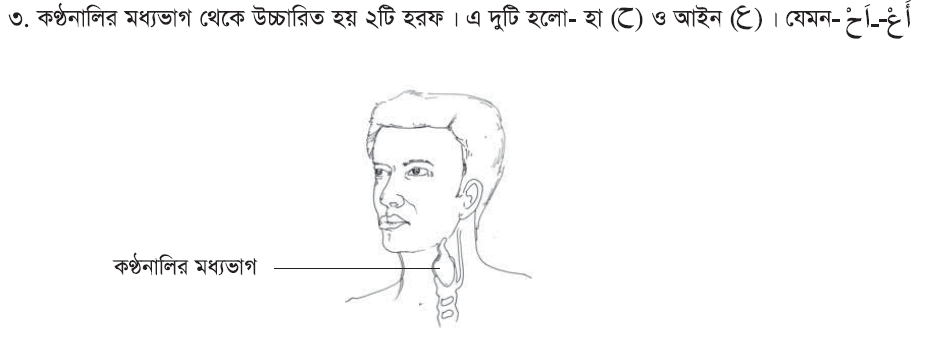 ৩. কণ্ঠনালির মধ্যভাগ থেকে উচ্চারিত হয় ২টি হরফ। এ দুটি হলো- হা (ح) ও আইন (ع)। যেমন- أَعْ-اَحْ
কণ্ঠনালির মধ্যভাগ